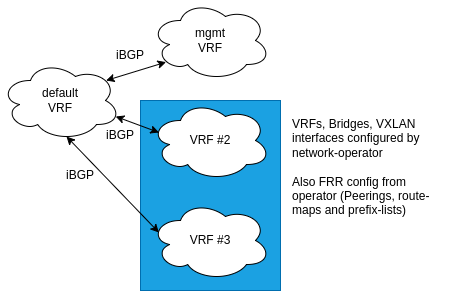 mgmt
VRF
iBGP
default
VRF
iBGP
VRF #2
VRFs, Bridges, VXLAN
interfaces configured by
network-operator
iBGP
Also FRR config from
operator (Peerings, route-
maps and prefix-lists)
VRF #3